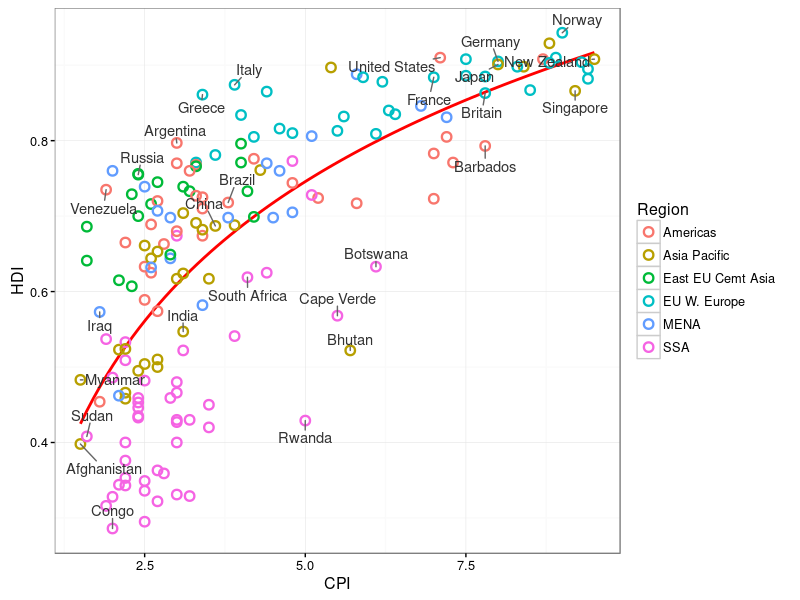 Norway
Germany
New Zealand
United States
Japan
Italy
France
Britain
Singapore
Greece
Argentina
Barbados
Russia
Brazil
Venezuela
China
Botswana
South Africa
Cape Verde
India
Iraq
Bhutan
Myanmar
Sudan
Rwanda
Afghanistan
Congo
0.8
0.6
0.4
HDI
2.5
5.0
7.5
CPI
Region
Americas
Asia Pacific
East EU Cemt Asia
EU W. Europe
MENA
SSA